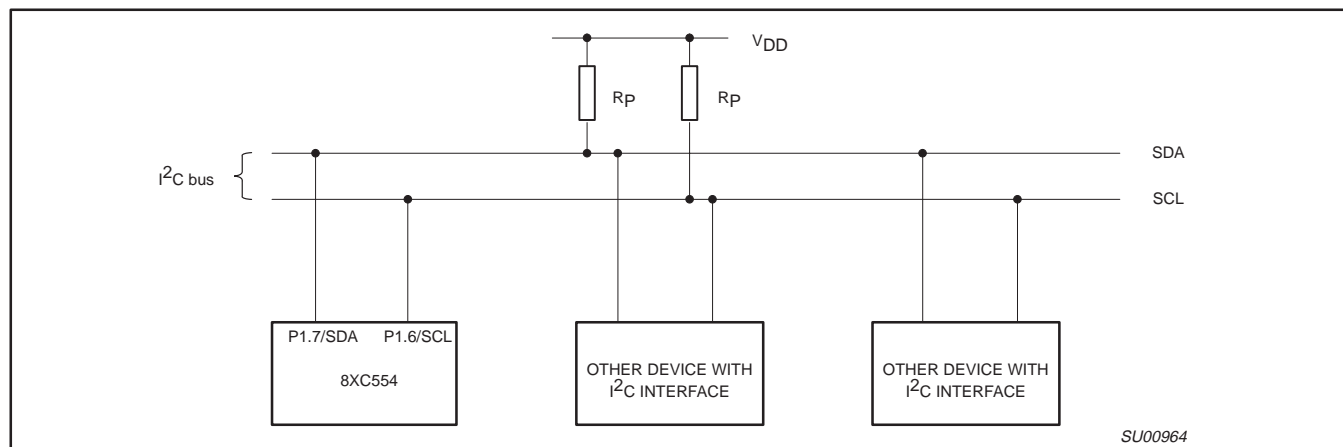 VDD
RP RP
SDA
I2C bus
SCL
P1.7/SDA P1.6/SCL
8XC554
OTHER DEVICE WITH
I2C INTERFACE
OTHER DEVICE WITH
I2C INTERFACE
SU00964